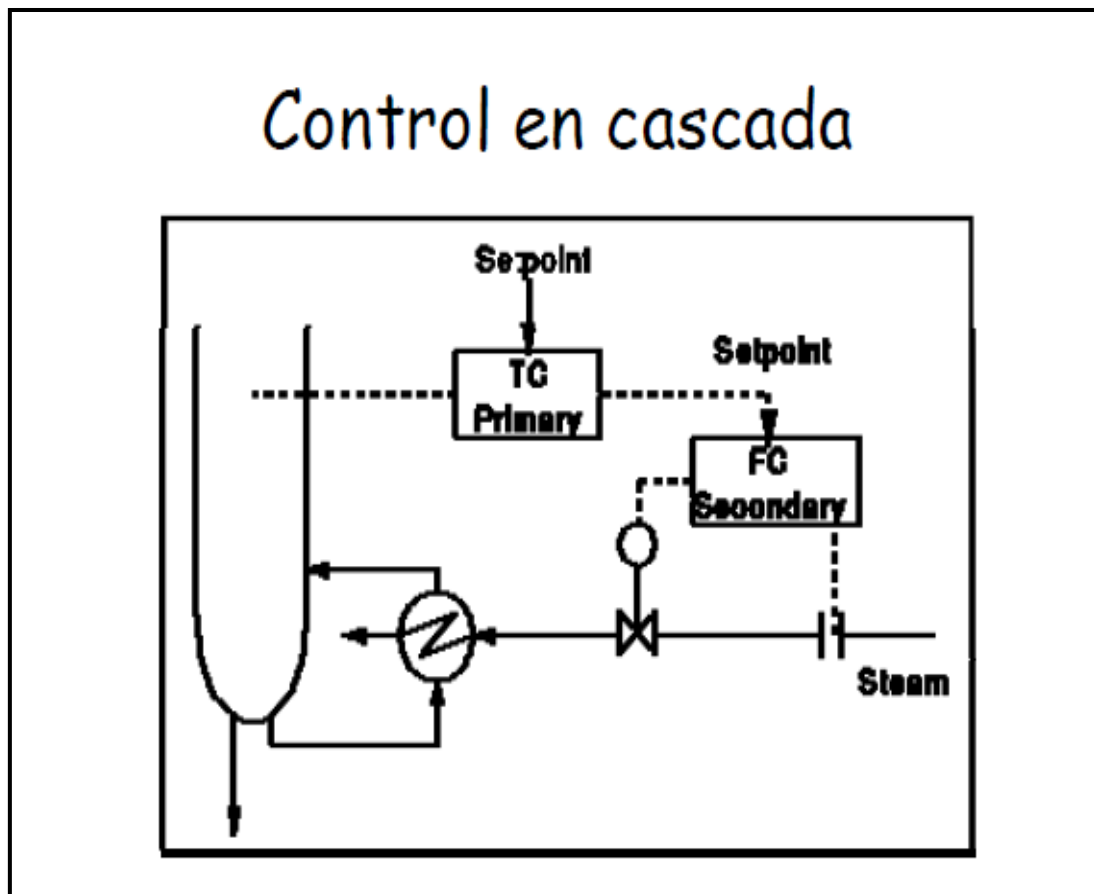 Control en cascada
Setpoint
TC
Primary
Setpoint
FC
Secondary
Steam